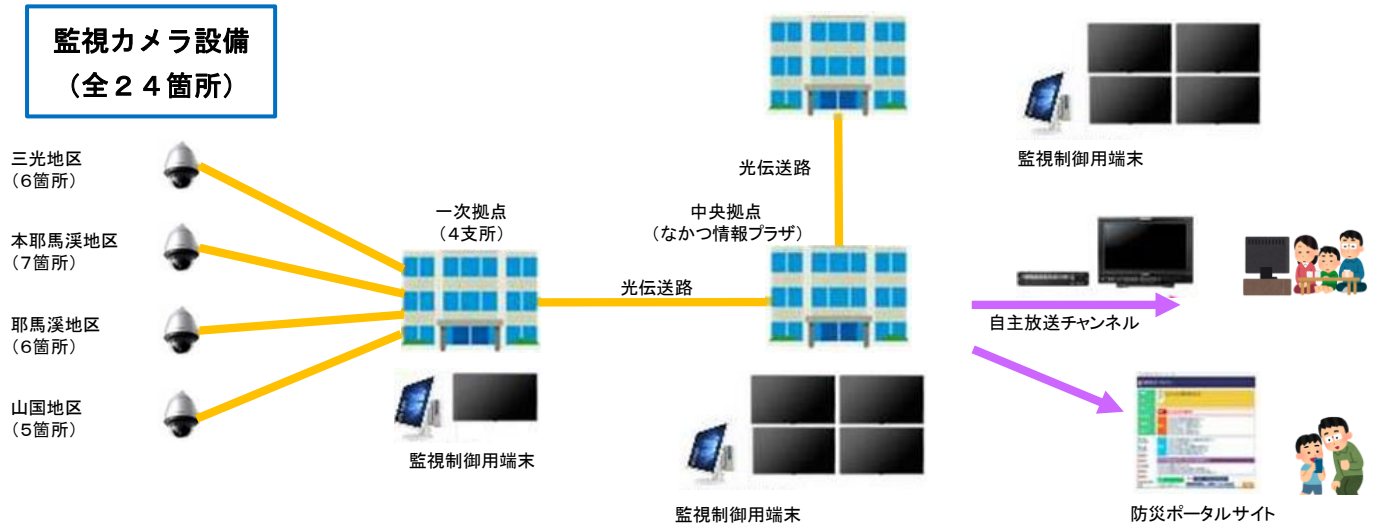 監視カメラ設備
（全２４箇所）
三光地区
（6箇所）
本耶馬渓地区
（7箇所）
耶馬溪地区
（6箇所）
山国地区
（5箇所）
一次拠点
（４支所）
監視制御用端末
光伝送路
中央拠点
（なかつ情報プラザ）
光伝送路
監視制御用端末
監視制御用端末
自主放送チャンネル
防災ポータルサイト